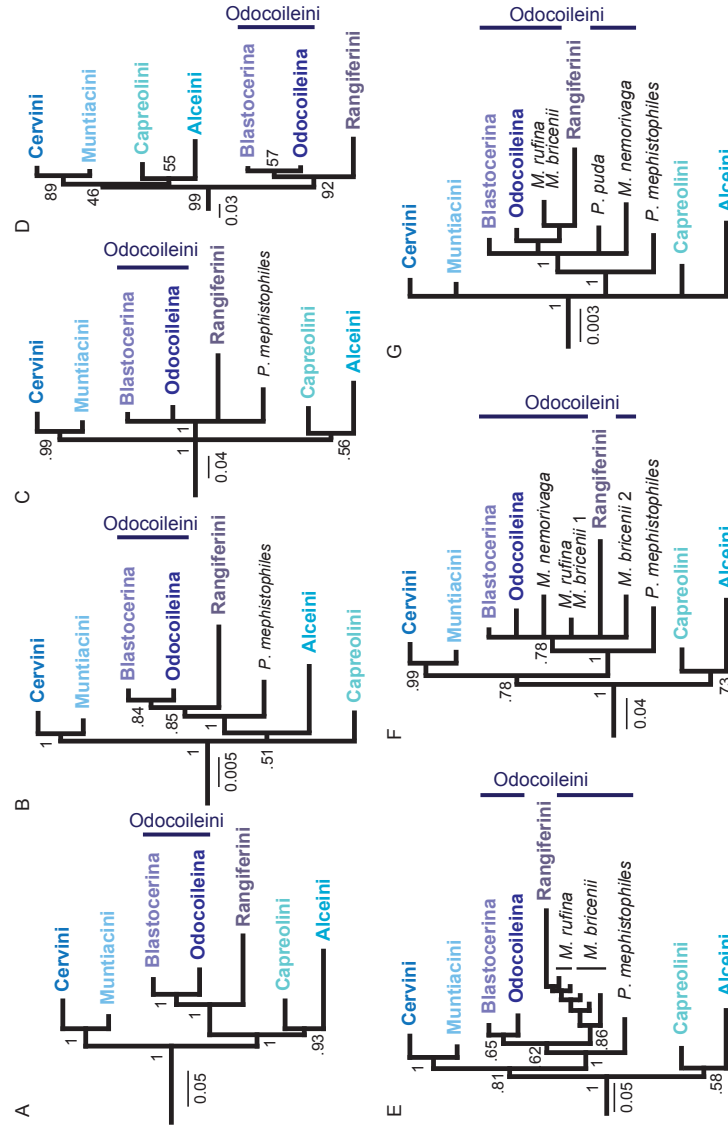 A
Cervini
Muntiacini
Blastocerina
Odocoileina
Rangiferini
Capreolini
Alceini
Odocoileini
1
1
1
1
1
.93
0.05
B
Cervini
Muntiacini
Blastocerina
Odocoileina
Rangiferini
P. mephistophiles
Alceini
Capreolini
Odocoileini
1
.84
.85
1
1
.51
0.005
C
Cervini
Muntiacini
Blastocerina
Odocoileina
Rangiferini
P. mephistophiles
Capreolini
Alceini
Odocoileini
.99
1
1
.56
0.04
D
Cervini
Muntiacini
Capreolini
Alceini
Blastocerina
Odocoileina
Rangiferini
Odocoileini
89
46
55
99
57
92
0.03
E
Cervini
Muntiacini
Blastocerina
Odocoileina
Rangiferini
M. rufina
M. bricenii
P. mephistophiles
Capreolini
Alceini
Odocoileini
1
.81
.65
.62
.86
1
1
.58
0.05
F
Cervini
Muntiacini
Blastocerina
Odocoileina
M. nemorivaga
M. rufina
M. bricenii 1
Rangiferini
M. bricenii 2
P. mephistophiles
Capreolini
Alceini
Odocoileini
.99
.78
.78
1
1
.73
0.04
G
Cervini
Muntiacini
Blastocerina
Odocoileina
M. rufina
M. bricenii
Rangiferini
P. puda
M. nemorivaga
P. mephistophiles
Capreolini
Alceini
Odocoileini
1
1
1
0.003